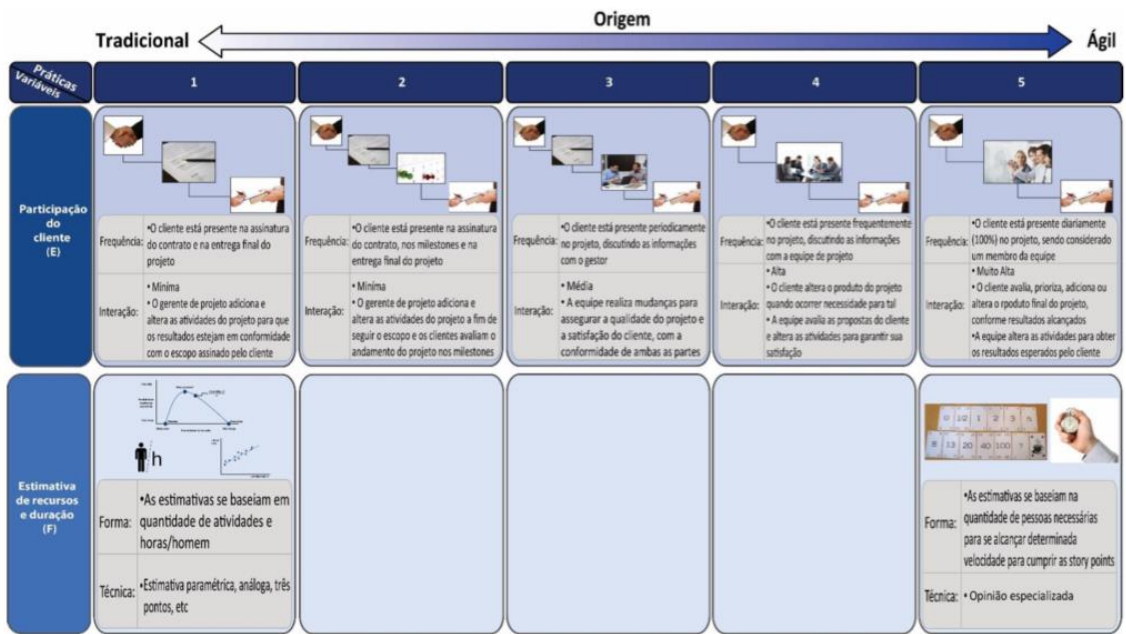 Origem
Tradicional
Ágil
Práticas
Variáveis
1
2
3
4
5
Participação
do
cliente
(E)
Frequência:
•O cliente está presente na assinatura
do contrato e na entrega final do
projeto
Interação:
• Mínima
• O gerente de projeto adiciona e
altera as atividades do projeto para que
os resultados estejam em conformidade
com o escopo assinado pelo cliente
Frequência:
•O cliente está presente na assinatura
do contrato, nos milestones e na
entrega final do projeto
Interação:
• Mínima
• O gerente de projeto adiciona e
altera as atividades do projeto a fim de
seguir o escopo e os clientes avaliam o
andamento do projeto nos milestones
Frequência:
•O cliente está presente periodicamente
no projeto, discutindo as informações
com o gestor
Interação:
• Média
• A equipe realiza mudanças para
assegurar a qualidade do projeto e
a satisfação do cliente, com a
conformidade de ambas as partes
Frequência:
•O cliente está presente frequentemente
no projeto, discutindo as informações
com a equipe de projeto
Interação:
• Alta
• O cliente altera o produto do projeto
quando ocorrer necessidade para tal
• A equipe avalia as propostas do cliente
e altera as atividades para garantir sua
satisfação
Frequência:
•O cliente está presente diariamente
(100%) no projeto, sendo considerado
um membro da equipe
Interação:
• Muito Alta
• O cliente avalia, prioriza, adiciona ou
altera o rpoduto final do projeto,
conforme resultados alcançados
•A equipe altera as atividades para obter
os resultados esperados pelo cliente
Estimativa
de recursos
e duração
(F)
h
Forma:
•As estimativas se baseiam em
quantidade de atividades e
horas/homem
Técnica:
•Estimativa paramétrica, análoga, três
pontos, etc
0 1/2 1 2 3 5
8 13 20 40 100 ?
Forma:
•As estimativas se baseiam na
quantidade de pessoas necessárias
para se alcançar determinada
velocidade para cumprir as story points
Técnica:
• Opinião especializada